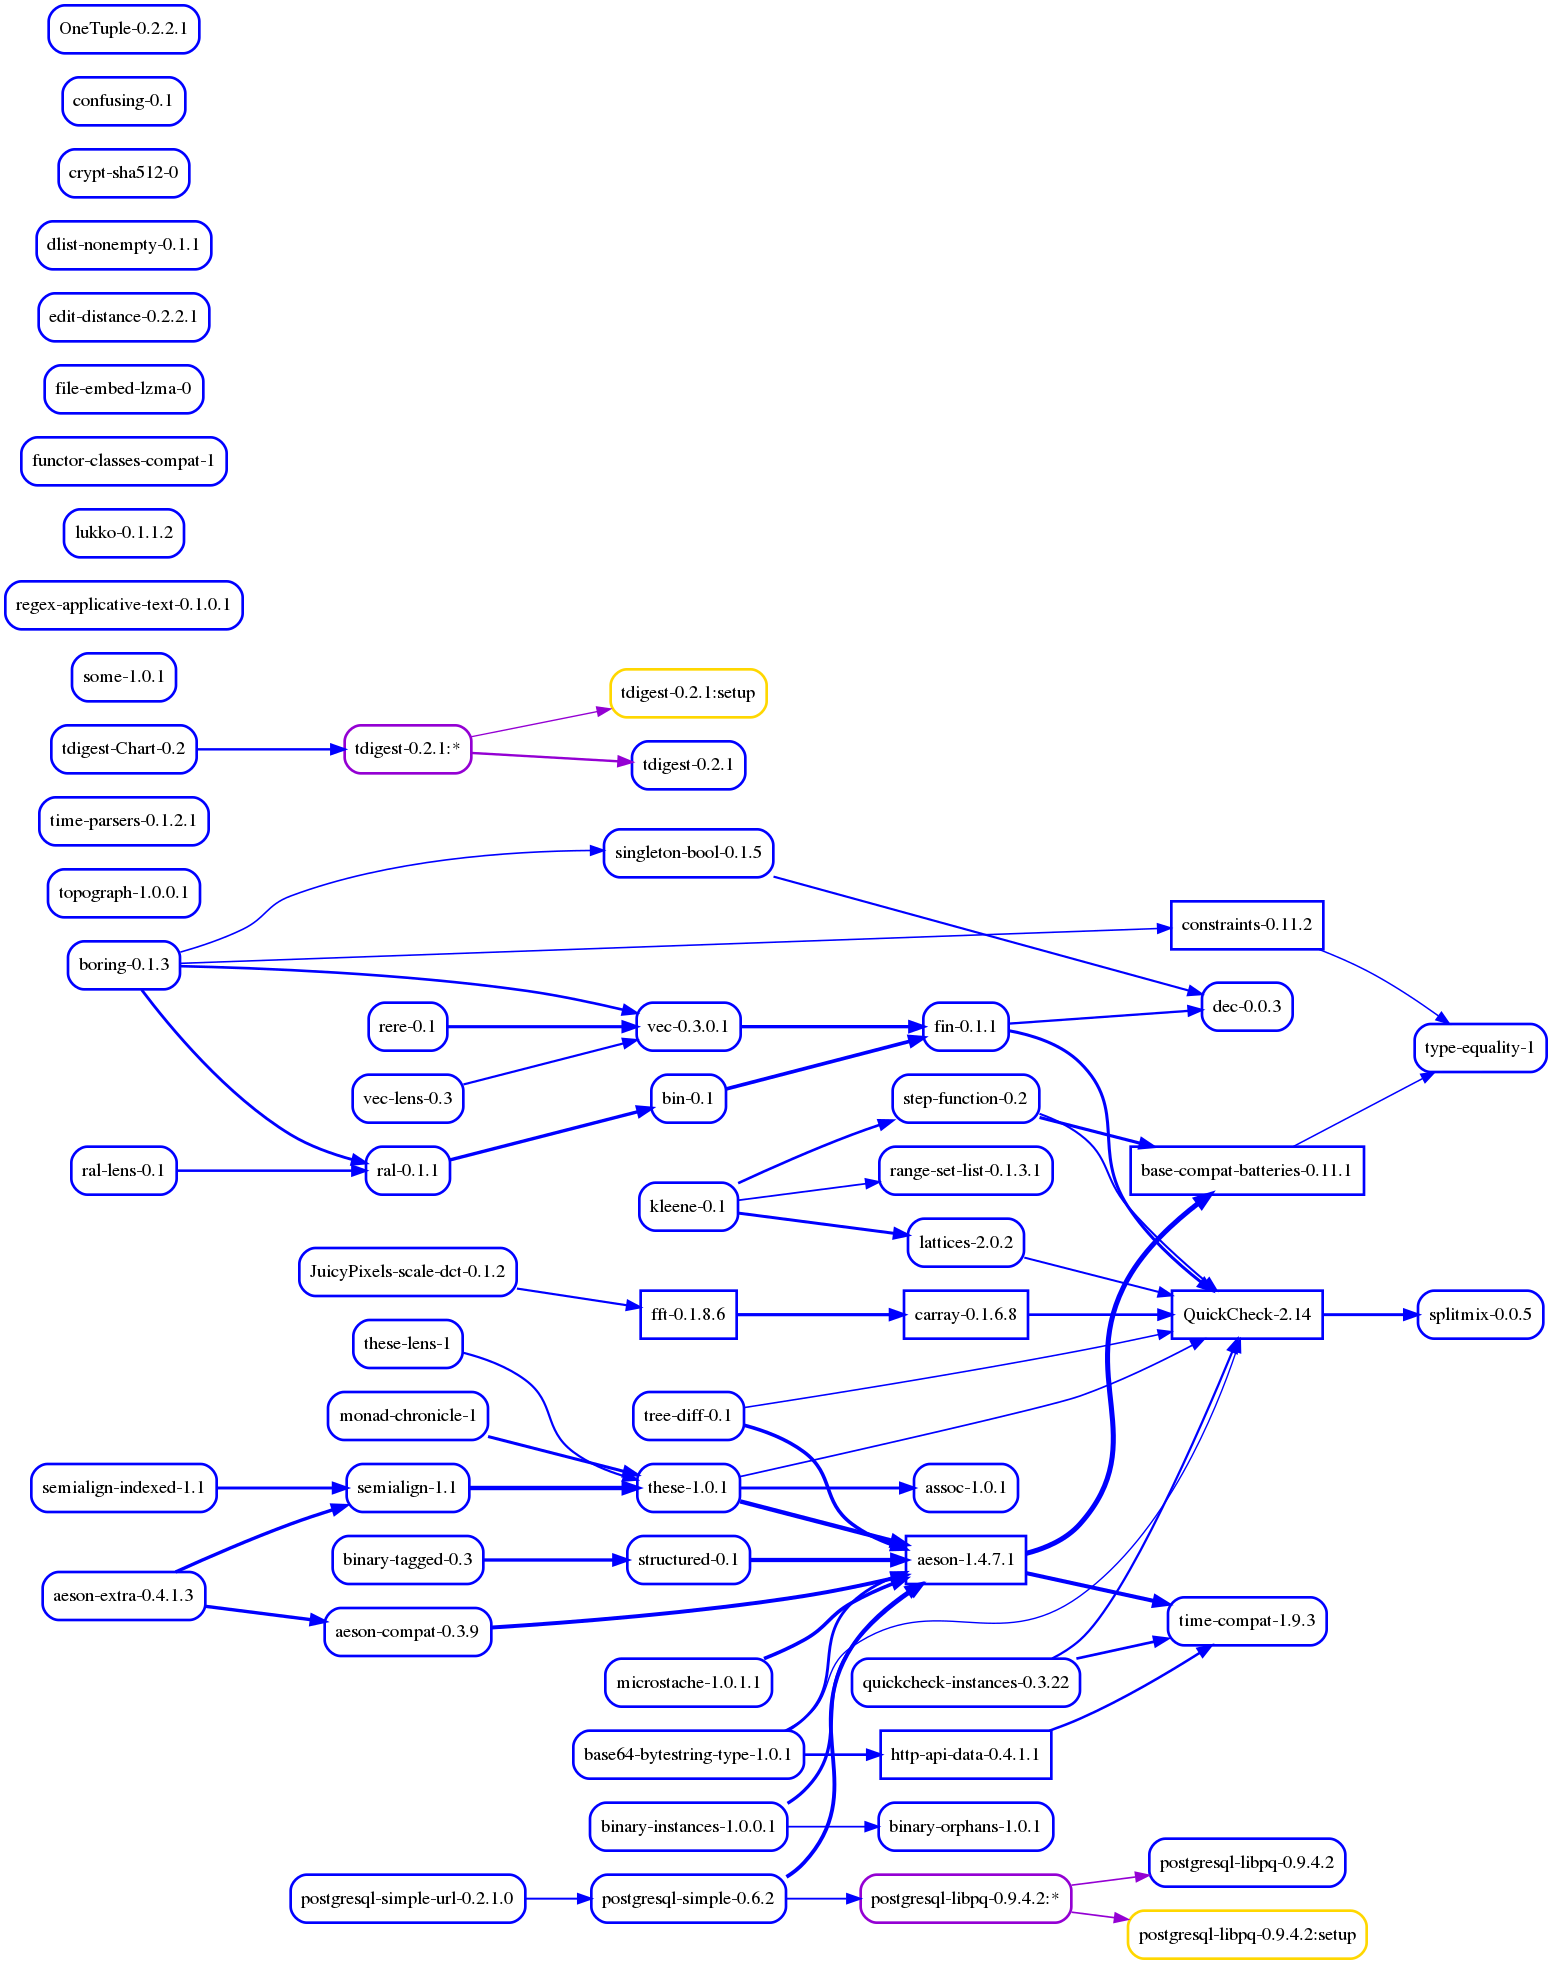 OneTuple-0.2.2.1
confusing-0.1
crypt-sha512-0
dlist-nonempty-0.1.1
edit-distance-0.2.2.1
file-embed-lzma-0
functor-classes-compat-1
lukko-0.1.1.2
regex-applicative-text-0.1.0.1
some-1.0.1
tdigest-0.2.1:setup
tdigest-Chart-0.2
tdigest-0.2.1:*
tdigest-0.2.1
time-parsers-0.1.2.1
singleton-bool-0.1.5
topograph-1.0.0.1
constraints-0.11.2
boring-0.1.3
dec-0.0.3
rere-0.1
vec-0.3.0.1
fin-0.1.1
type-equality-1
vec-lens-0.3
bin-0.1
step-function-0.2
ral-lens-0.1
ral-0.1.1
range-set-list-0.1.3.1
base-compat-batteries-0.11.1
kleene-0.1
lattices-2.0.2
JuicyPixels-scale-dct-0.1.2
fft-0.1.8.6
carray-0.1.6.8
QuickCheck-2.14
splitmix-0.0.5
these-lens-1
monad-chronicle-1
tree-diff-0.1
semialign-indexed-1.1
semialign-1.1
these-1.0.1
assoc-1.0.1
binary-tagged-0.3
structured-0.1
aeson-1.4.7.1
aeson-extra-0.4.1.3
aeson-compat-0.3.9
time-compat-1.9.3
microstache-1.0.1.1
quickcheck-instances-0.3.22
base64-bytestring-type-1.0.1
http-api-data-0.4.1.1
binary-instances-1.0.0.1
binary-orphans-1.0.1
postgresql-libpq-0.9.4.2
postgresql-simple-url-0.2.1.0
postgresql-simple-0.6.2
postgresql-libpq-0.9.4.2:*
postgresql-libpq-0.9.4.2:setup